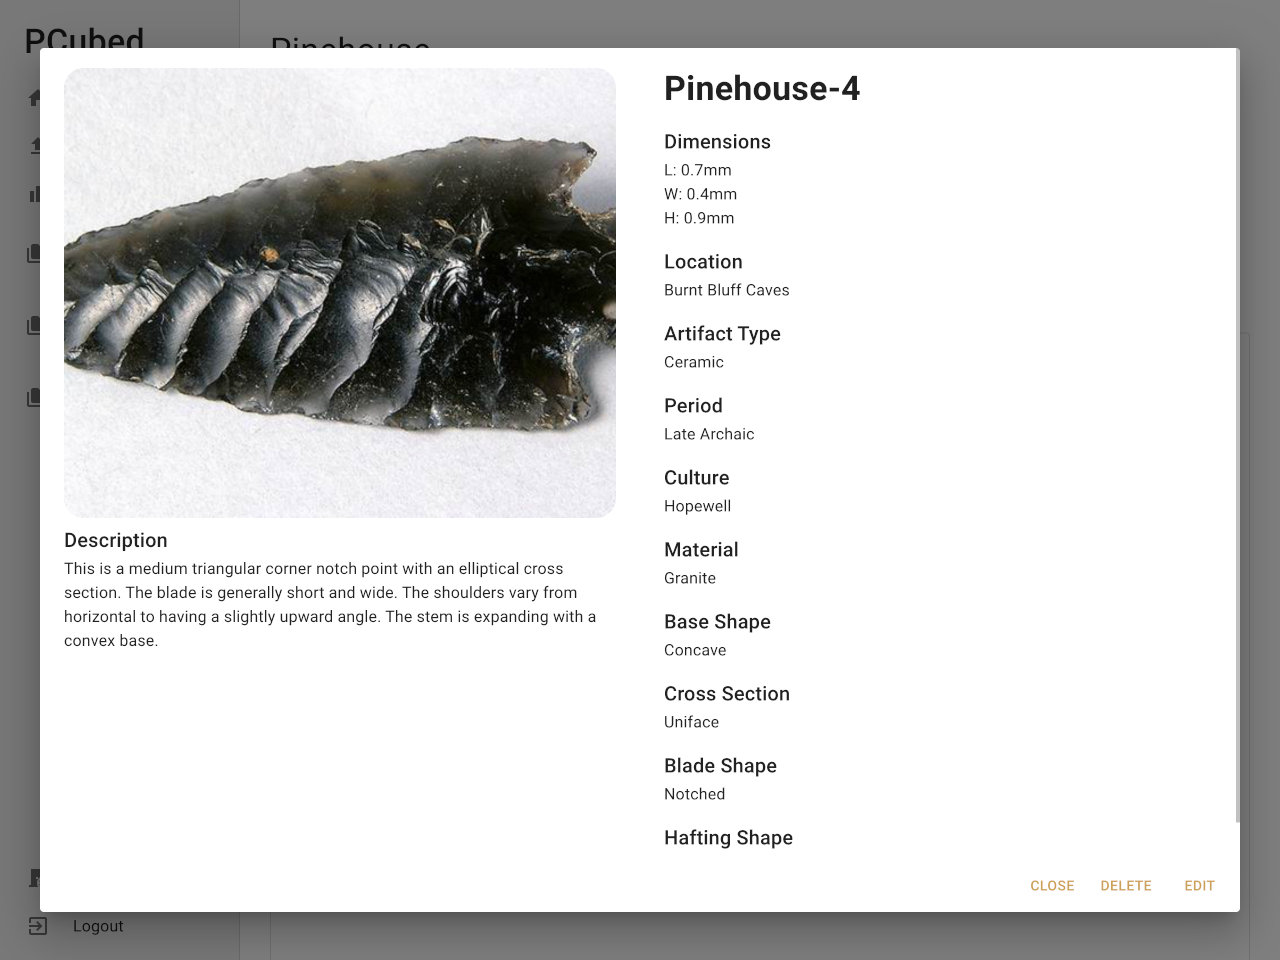 PCubed
Pinehouse
Pinehouse-4
Dimensions
L: 0.7mm
W: 0.4mm
H: 0.9mm
Location
Burnt Bluff Caves
Artifact Type
Ceramic
Period
Late Archaic
Culture
Hopewell
Material
Granite
Base Shape
Concave
Cross Section
Uniface
Blade Shape
Notched
Hafting Shape
Description
This is a medium triangular corner notch point with an elliptical cross
section. The blade is generally short and wide. The shoulders vary from
horizontal to having a slightly upward angle. The stem is expanding with a
convex base.
CLOSE DELETE EDIT
Logout